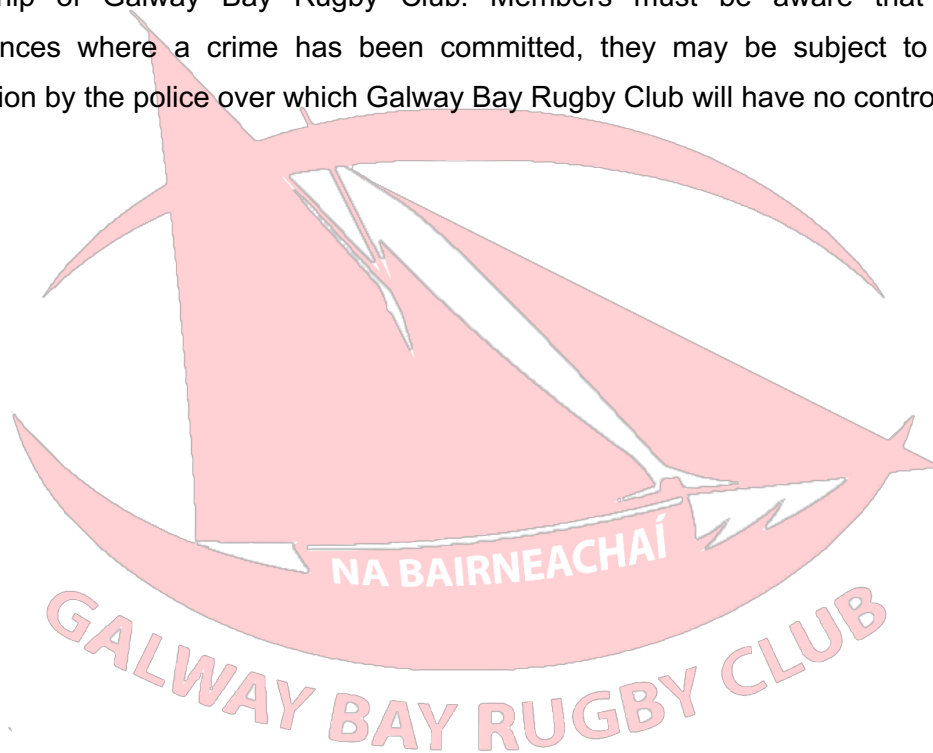 ship of Galway Bay Rugby Club. Members must be aware that
nces where a crime has been committed, they may be subject to
ion by the police over which Galway Bay Rugby Club will have no contro
NA BAIRNEACHAÍ
GALWAY BAY RUGBY CLUB